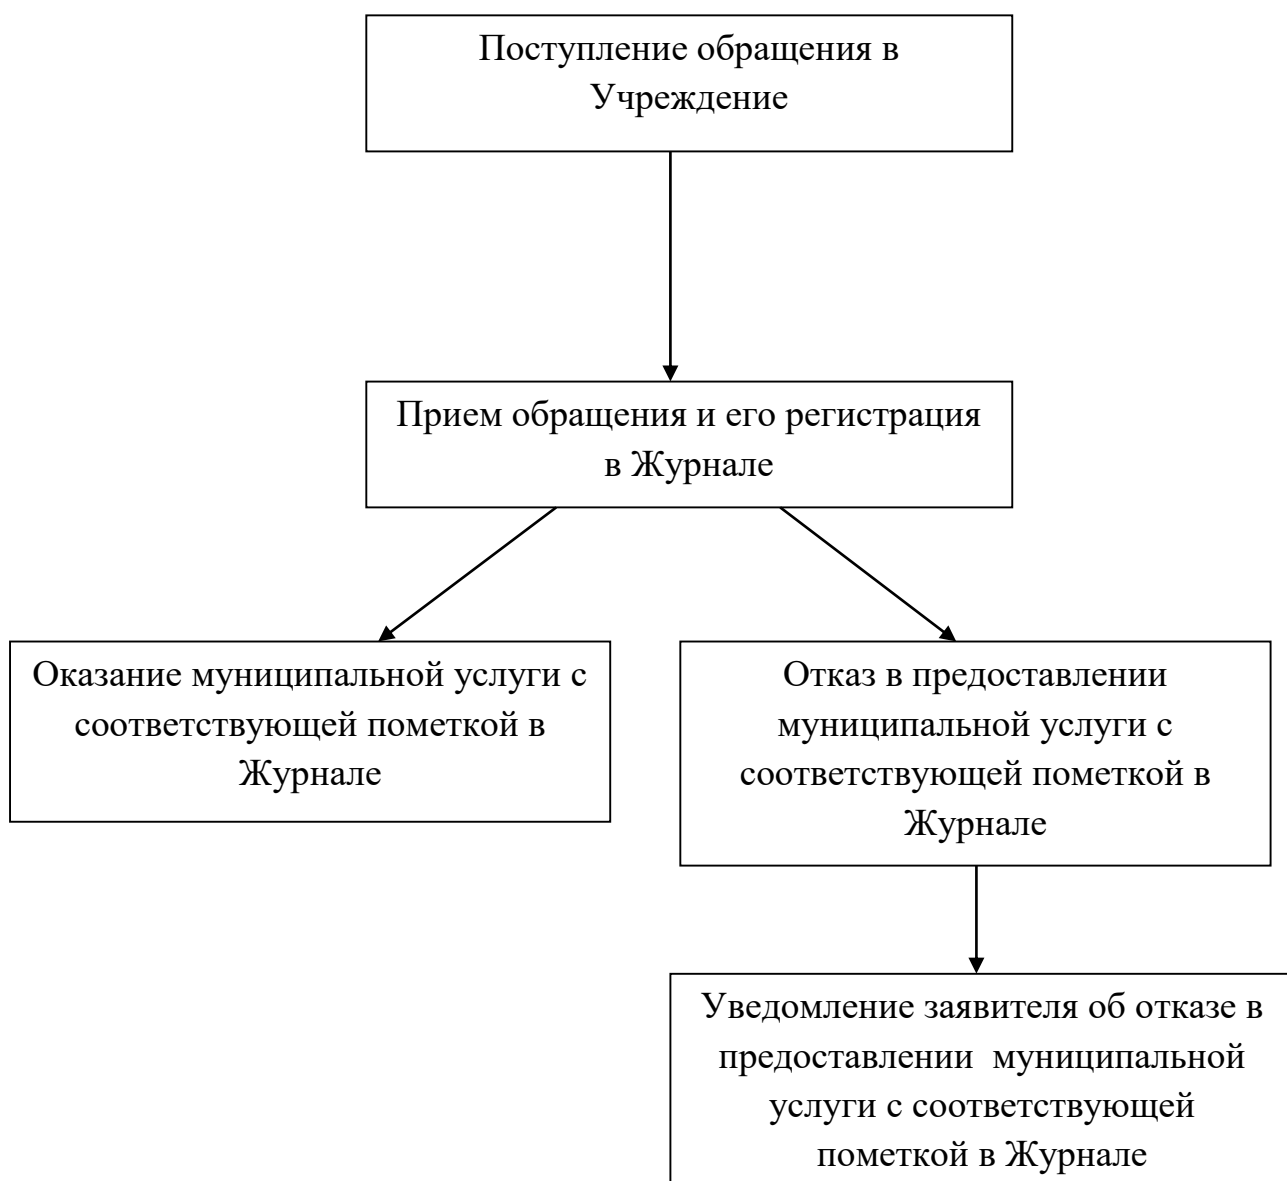 Поступление обращения в
Учреждение
Прием обращения и его регистрация
в Журнале
Оказание муниципальной услуги с
соответствующей пометкой в
Журнале
Отказ в предоставлении
муниципальной услуги с
соответствующей пометкой в
Журнале
Уведомление заявителя об отказе в
предоставлении  муниципальной
услуги с соответствующей
пометкой в Журнале